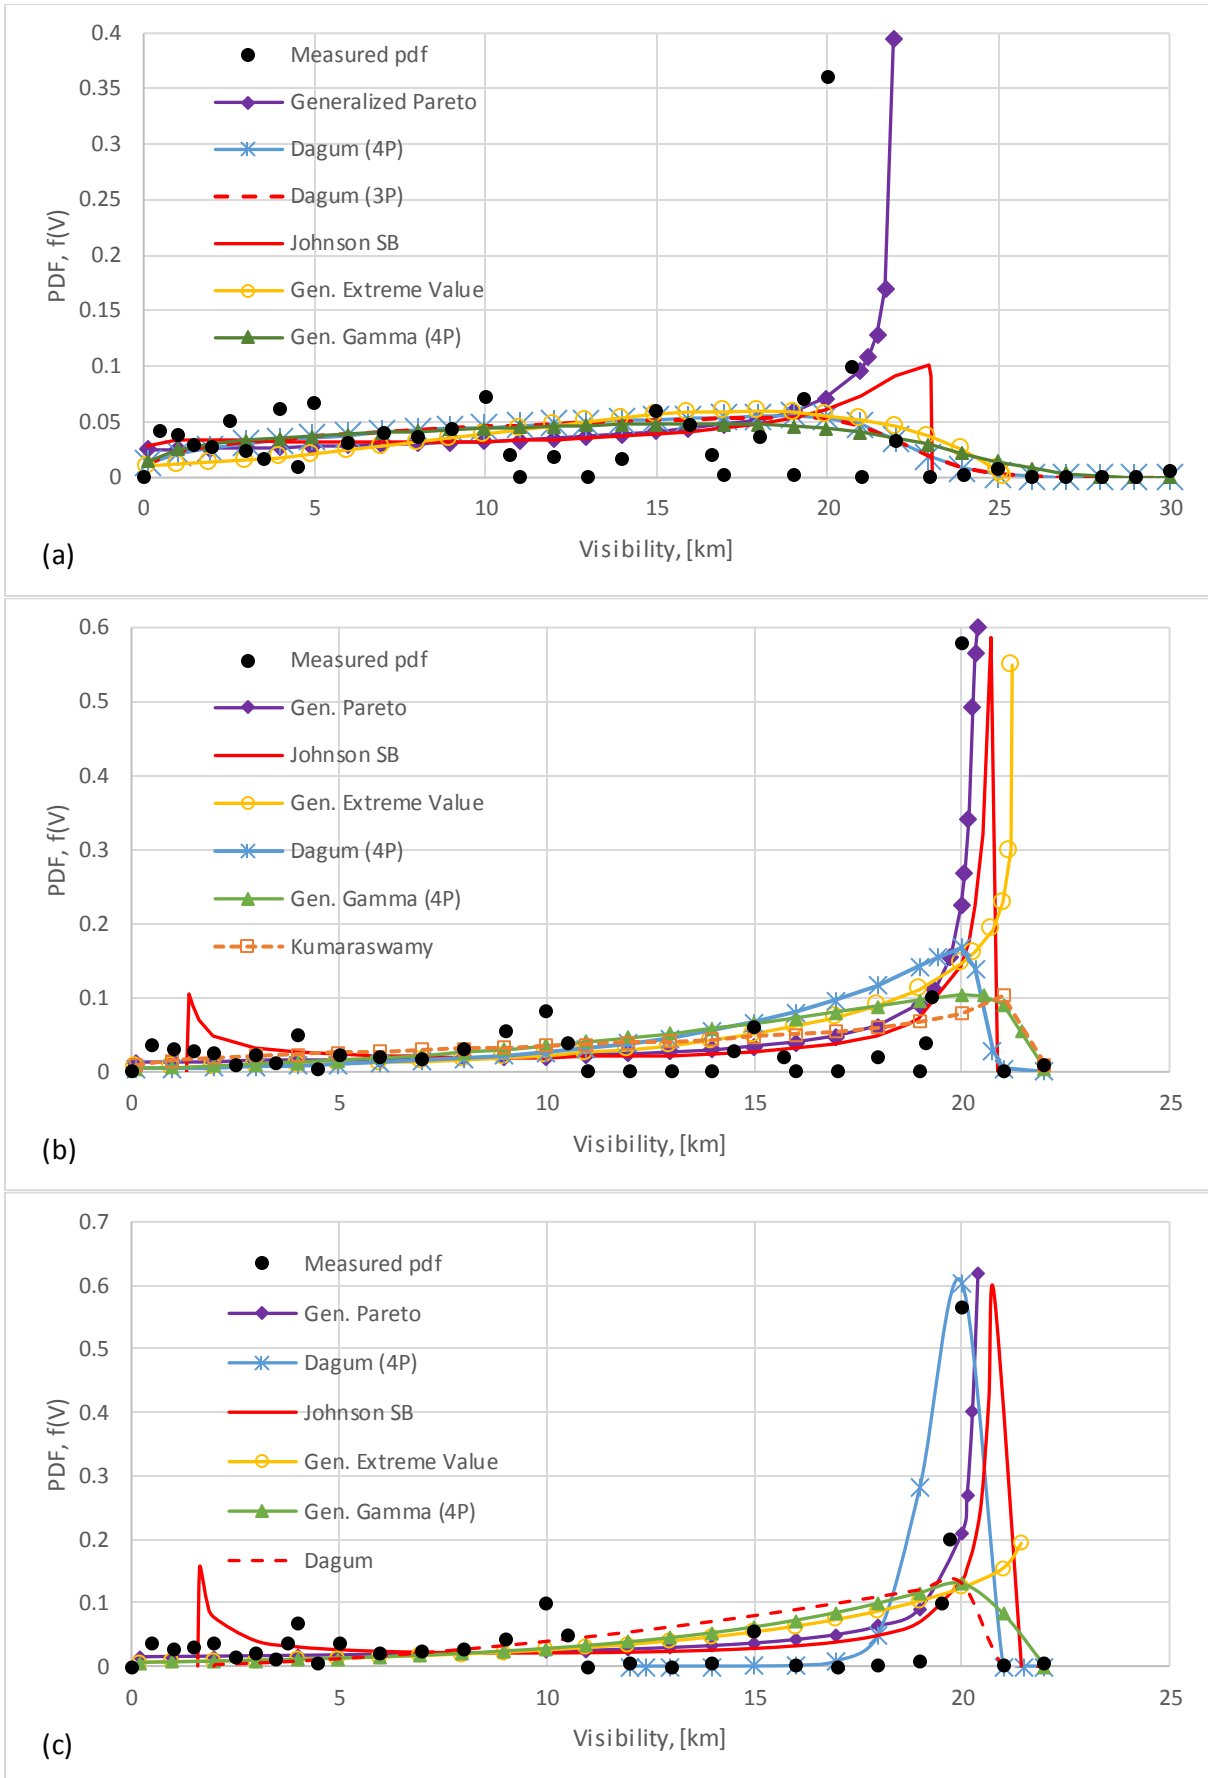 0.4
0.35
0.3
0.25
0.2
0.15
0.1
0.05
0
PDF, f(V)
Measured pdf
Generalized Pareto
Dagum (4P)
Dagum (3P)
Johnson SB
Gen. Extreme Value
Gen. Gamma (4P)
0 5 10 15 20 25 30
Visibility, [km]
(a)
0.6
0.5
0.4
0.3
0.2
0.1
0
PDF, f(V)
Measured pdf
Gen. Pareto
Johnson SB
Gen. Extreme Value
Dagum (4P)
Gen. Gamma (4P)
Kumaraswamy
0 5 10 15 20 25
Visibility, [km]
(b)
0.7
0.6
0.5
0.4
0.3
0.2
0.1
0
PDF, f(V)
Measured pdf
Gen. Pareto
Dagum (4P)
Johnson SB
Gen. Extreme Value
Gen. Gamma (4P)
Dagum
0 5 10 15 20 25
Visibility, [km]
(c)